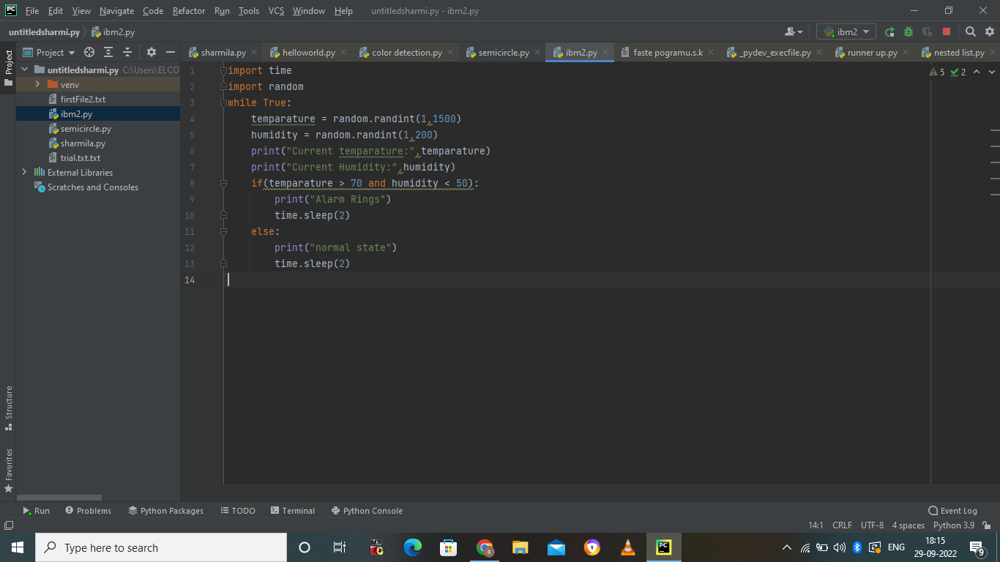 PC File Edit View Navigate Code Refactor Run Tools VCS Window Help untitledsharmi.py - ibm2.py
untitledsharmi.py ibm2.py ibm2
Project Project sharmila.py helloworld.py color detection.py semicircle.py ibm2.py faste pogramu.s.k _pydev_execfile.py runner up.py nested list.py
untitledsharmi.py C:\Users\ELCO
venv
firstFile2.txt
ibm2.py
semicircle.py
sharmila.py
trial.txt.txt
External Libraries
Scratches and Consoles
5 2
1 import time
2 import random
3 while True:
4 temparature = random.randint(1,1500)
5 humidity = random.randint(1,200)
6 print("Current temparature:",temparature)
7 print("Current Humidity:",humidity)
8 if(temparature > 70 and humidity < 50):
9 print("Alarm Rings")
10 time.sleep(2)
11 else:
12 print("normal state")
13 time.sleep(2)
14
Structure
Favorites
Run Problems Python Packages TODO Terminal Python Console Event Log
14:1 CRLF UTF-8 4 spaces Python 3.9
Type here to search PC ENG 18:15
29-09-2022 9